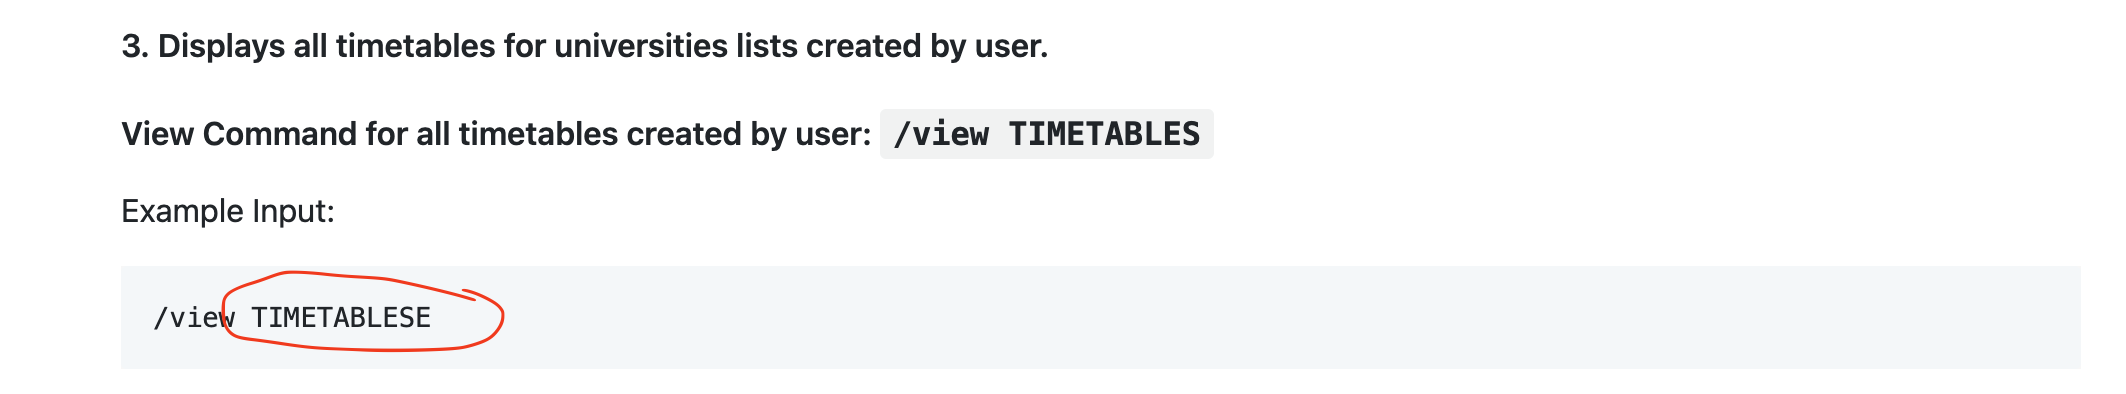 3. Displays all timetables for universities lists created by user.
View Command for all timetables created by user: /view TIMETABLES
Example Input:
/view TIMETABLESE